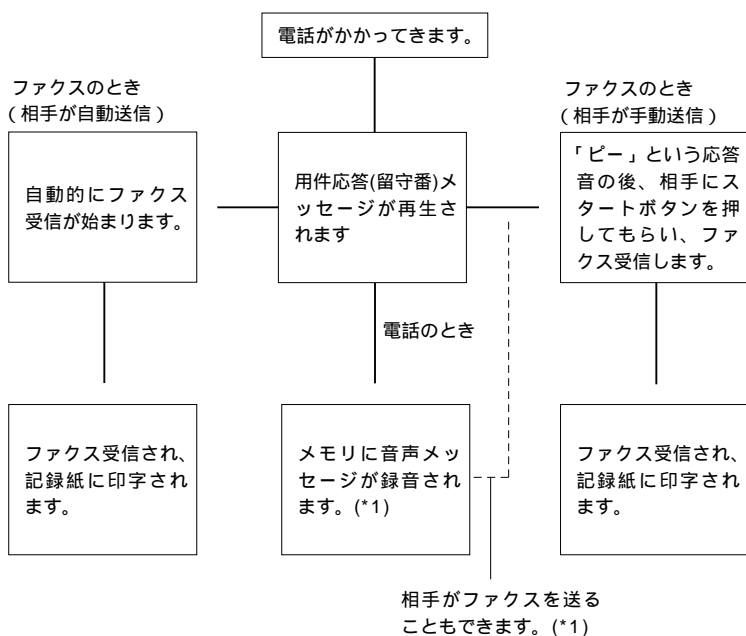 電話がかかってきます。
ファクスのとき
(相手が自動送信)
ファクスのとき
(相手が手動送信)
自動的にファクス
受信が始まります。
用件応答(留守番)メ
ッセージが再生さ
れます
「ピー」という応答
音の後、相手にス
タートボタンを押
してもらい、ファ
クス受信します。
電話のとき
ファクス受信され、
記録紙に印字され
ます。
メモリに音声メッ
セージが録音され
ます。(*1)
ファクス受信され、
記録紙に印字され
ます。
相手がファクスを送る
こともできます。(*1)